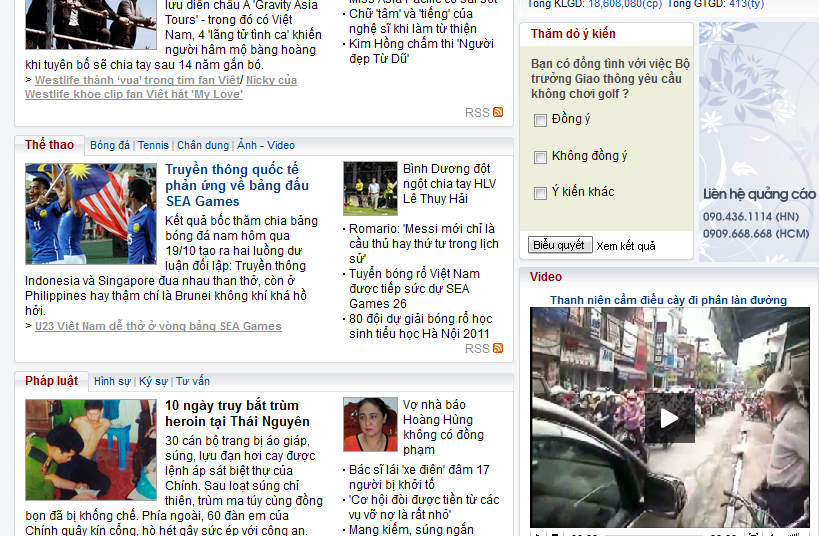 lưu diễn châu Á 'Gravity Asia
Tours' - trong đó có Việt
Nam, 4 'lãng tử tình ca' khiến
người hâm mộ bàng hoàng
khi tuyên bố sẽ chia tay sau 14 năm gắn bó.
> Westlife thành ‘vua’ trong tim fan Việt/ Nicky của
Westlife khoe clip fan Việt hát 'My Love'
Miss Asia Pacific có sai sót
Chữ 'tâm' và 'tiếng' của
nghệ sĩ khi làm từ thiện
Kim Hồng chấm thi 'Người
đẹp Từ Dũ'
RSS
Thể thao
Bóng đá | Tennis | Chân dung | Ảnh - Video
Truyền thông quốc tế
phản ứng về bảng đấu
SEA Games
Kết quả bốc thăm chia bảng
bóng đá nam hôm qua
19/10 tạo ra hai luồng dư
luận đối lập: Truyền thông
Indonesia và Singapore đua nhau than thở, còn ở
Philippines hay thậm chí là Brunei không khí khá hồ
hởi.
> U23 Việt Nam dễ thở ở vòng bảng SEA Games
Bình Dương đột
ngột chia tay HLV
Lê Thụy Hải
Romario: 'Messi mới chỉ là
cầu thủ hay thứ tư trong lịch
sử'
Tuyển bóng rổ Việt Nam
được tiếp sức dự SEA
Games 26
80 đội dự giải bóng rổ học
sinh tiểu học Hà Nội 2011
RSS
Pháp luật
Hình sự | Ký sự | Tư vấn
10 ngày truy bắt trùm
heroin tại Thái Nguyên
30 cán bộ trang bị áo giáp,
súng, lựu đạn hơi cay được
lệnh áp sát biệt thự của
Chính. Sau loạt súng chỉ
thiên, trùm ma túy cùng đồng
bọn đã bị khống chế. Phía ngoài, 60 đàn em của
Chính quây kín cổng, hò hét gây sức ép với công an.
Vợ nhà báo
Hoàng Hùng
không có đồng
phạm
Bác sĩ lái 'xe điên' đâm 17
người bị khởi tố
'Cơ hội đòi được tiền từ các
vụ vỡ nợ là rất nhỏ'
Mang kiếm, súng ngắn
Tổng KLGD: 18,608,080(cp) Tổng GTGD: 413(tỷ)
Thăm dò ý kiến
Bạn có đồng tình với việc Bộ
trưởng Giao thông yêu cầu
không chơi golf ?
Đồng ý
Không đồng ý
Ý kiến khác
Biểu quyết Xem kết quả
Liên hệ quảng cáo
090.436.1114 (HN)
0909.668.668 (HCM)
Video
Thanh niên cầm điếu cày đi phân làn đường